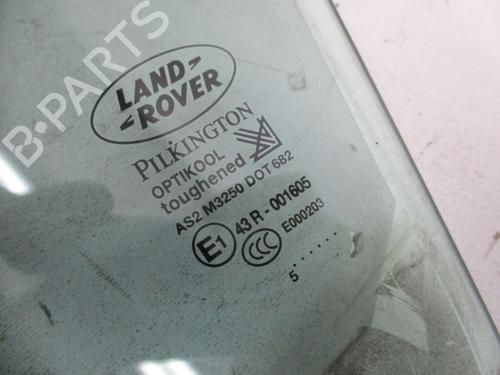 B-PARTS
LAND-
ROVER
PILKINGTON
OPTIKOOL
toughened
AS2 M3250 DOT 682
E1 43 R - 001605
CCC E000203
5 . . . . . .